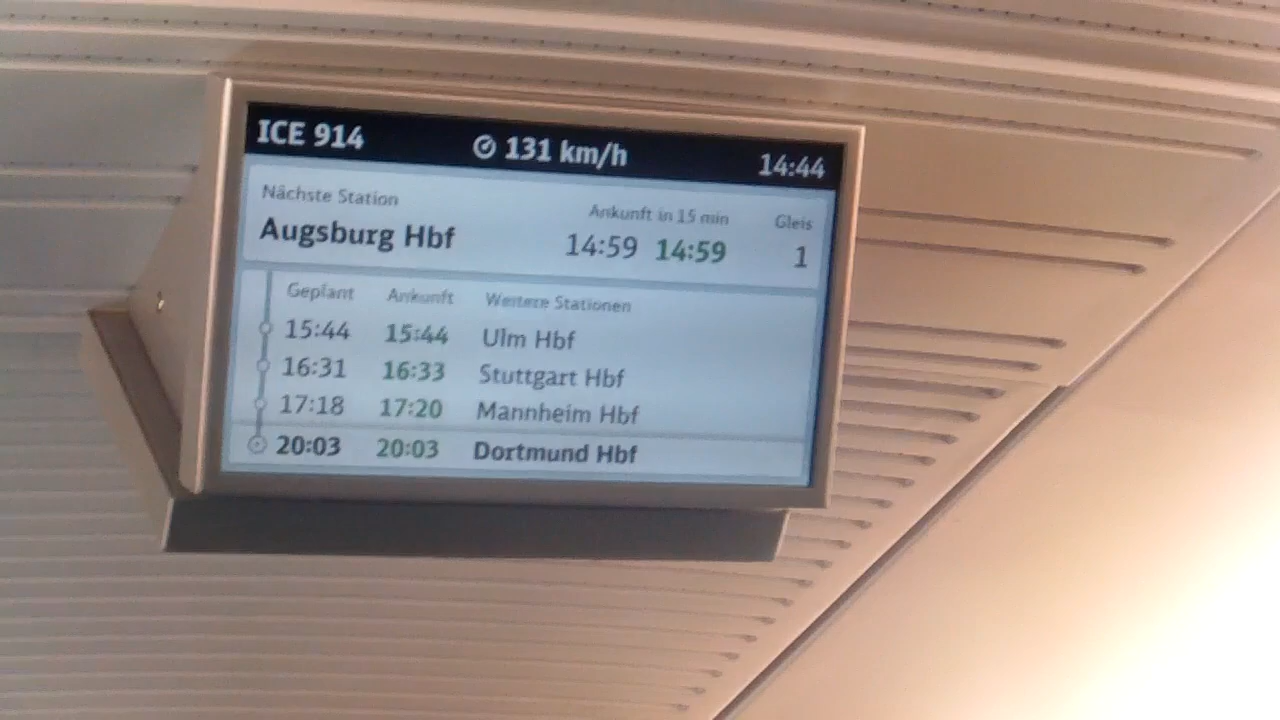 ICE 914 131 km/h 14:44
Nächste Station Ankunft in 15 min Gleis
Augsburg Hbf 14:59 14:59 1
Geplant Ankunft Weitere Stationen
15:44 15:44 Ulm Hbf
16:31 16:33 Stuttgart Hbf
17:18 17:20 Mannheim Hbf
20:03 20:03 Dortmund Hbf